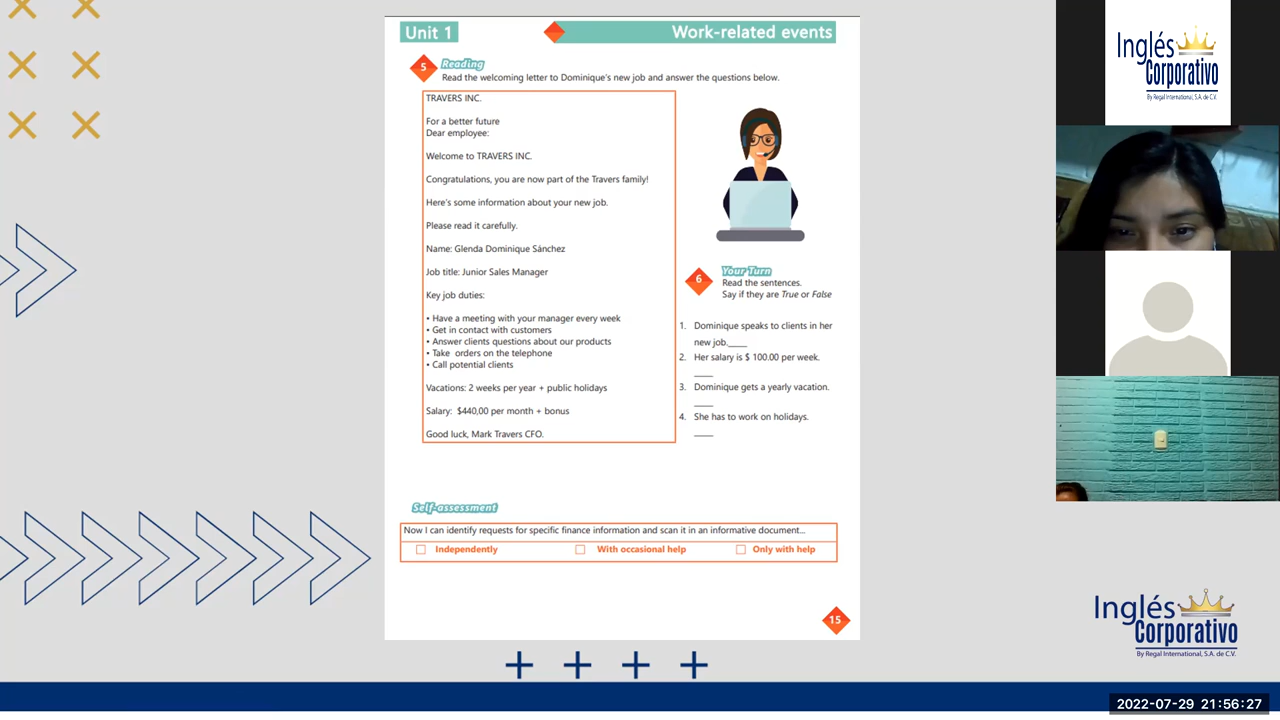 Unit 1
Work-related events
5 Reading
Read the welcoming letter to Dominique's new job and answer the questions below.
TRAVERS INC.
For a better future
Dear employee:
Welcome to TRAVERS INC.
Congratulations, you are now part of the Travers family!
Here's some information about your new job.
Please read it carefully.
Name: Glenda Dominique Sánchez
Job title: Junior Sales Manager
Key job duties:
• Have a meeting with your manager every week
• Get in contact with customers
• Answer clients questions about our products
• Take orders on the telephone
• Call potential clients
Vacations: 2 weeks per year + public holidays
Salary: $440,00 per month + bonus
Good luck, Mark Travers CFO.
6 Your Turn
Read the sentences.
Say if they are True or False
1. Dominique speaks to clients in her
new job.____
2. Her salary is $ 100.00 per week.
____
3. Dominique gets a yearly vacation.
____
4. She has to work on holidays.
____
Self-assessment
Now I can identify requests for specific finance information and scan it in an informative document...
Independently
With occasional help
Only with help
15
Inglés
Corporativo
By Regal International, S.A. de C.V.
Inglés
Corporativo
By Regal International, S.A. de C.V.
2022-07-29 21:56:27